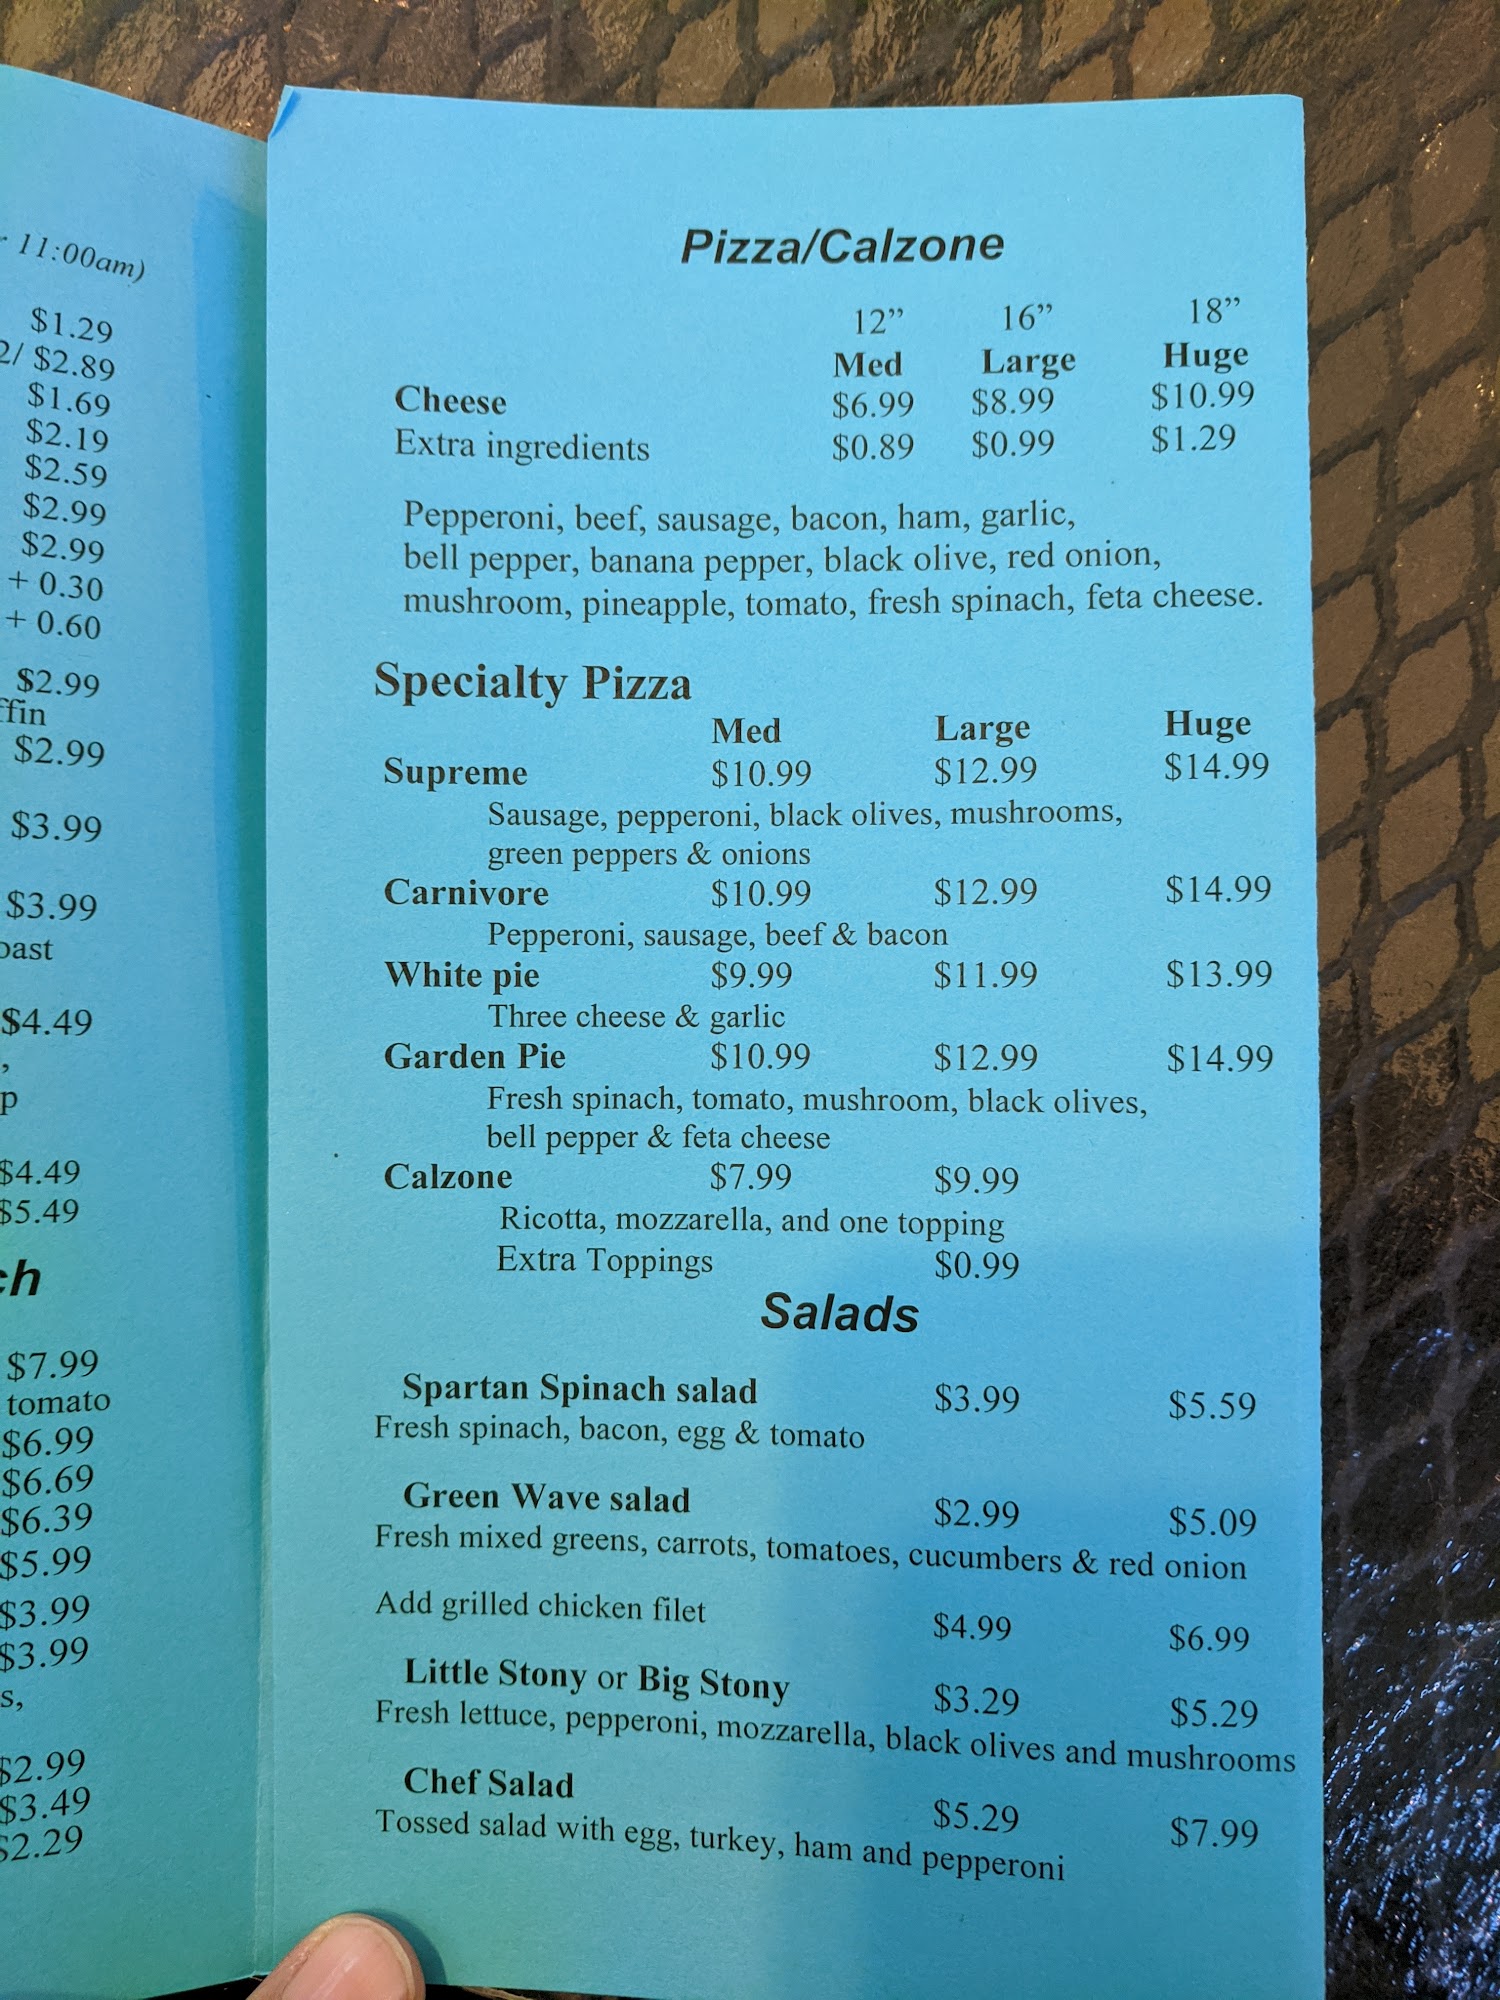 11:00am)
$1.29
2/ $2.89
$1.69
$2.19
$2.59
$2.99
$2.99
+ 0.30
+ 0.60
$2.99
ffin
$2.99
$3.99
$3.99
oast
$4.49
,
p
$4.49
$5.49
ch
$7.99
tomato
$6.99
$6.69
$6.39
$5.99
$3.99
$3.99
s,
$2.99
$3.49
$2.29
Pizza/Calzone
12” 16” 18”
Med Large Huge
Cheese $6.99 $8.99 $10.99
Extra ingredients $0.89 $0.99 $1.29
Pepperoni, beef, sausage, bacon, ham, garlic,
bell pepper, banana pepper, black olive, red onion,
mushroom, pineapple, tomato, fresh spinach, feta cheese.
Specialty Pizza
Med Large Huge
Supreme $10.99 $12.99 $14.99
Sausage, pepperoni, black olives, mushrooms,
green peppers & onions
Carnivore $10.99 $12.99 $14.99
Pepperoni, sausage, beef & bacon
White pie $9.99 $11.99 $13.99
Three cheese & garlic
Garden Pie $10.99 $12.99 $14.99
Fresh spinach, tomato, mushroom, black olives,
bell pepper & feta cheese
Calzone $7.99 $9.99
Ricotta, mozzarella, and one topping
Extra Toppings $0.99
Salads
Spartan Spinach salad $3.99 $5.59
Fresh spinach, bacon, egg & tomato
Green Wave salad $2.99 $5.09
Fresh mixed greens, carrots, tomatoes, cucumbers & red onion
Add grilled chicken filet $4.99 $6.99
Little Stony or Big Stony $3.29 $5.29
Fresh lettuce, pepperoni, mozzarella, black olives and mushrooms
Chef Salad $5.29 $7.99
Tossed salad with egg, turkey, ham and pepperoni